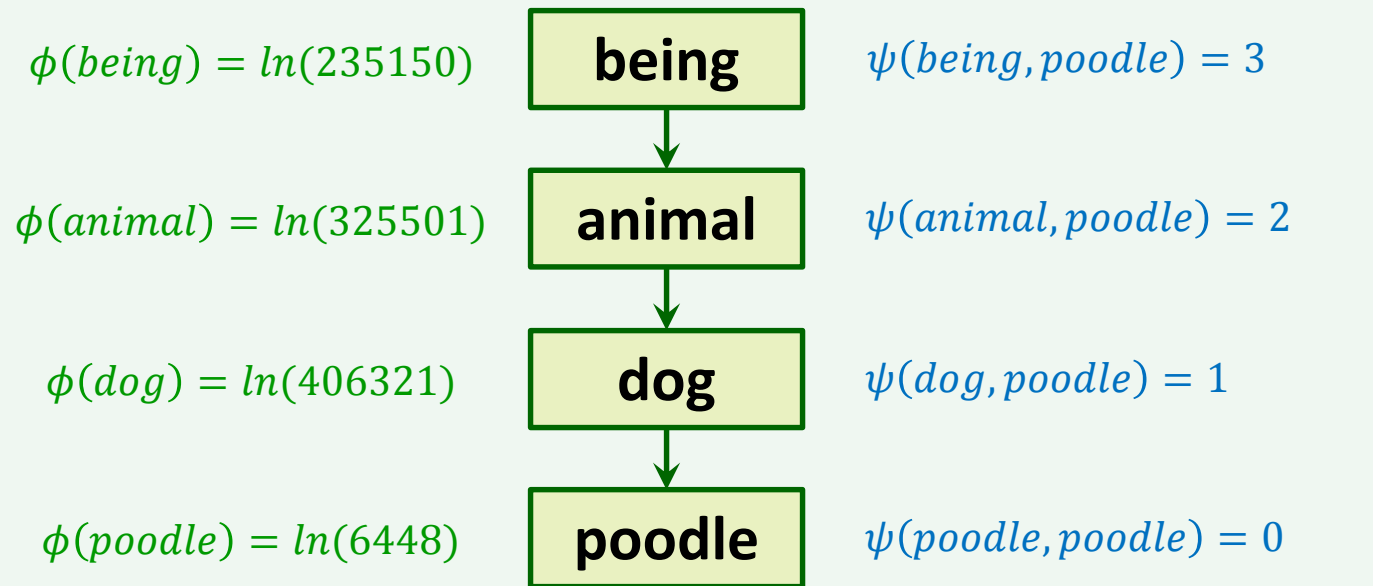 ϕ(being) = ln(235150) being ψ(being, poodle) = 3
ϕ(animal) = ln(325501) animal ψ(animal, poodle) = 2
ϕ(dog) = ln(406321) dog ψ(dog, poodle) = 1
ϕ(poodle) = ln(6448) poodle ψ(poodle, poodle) = 0